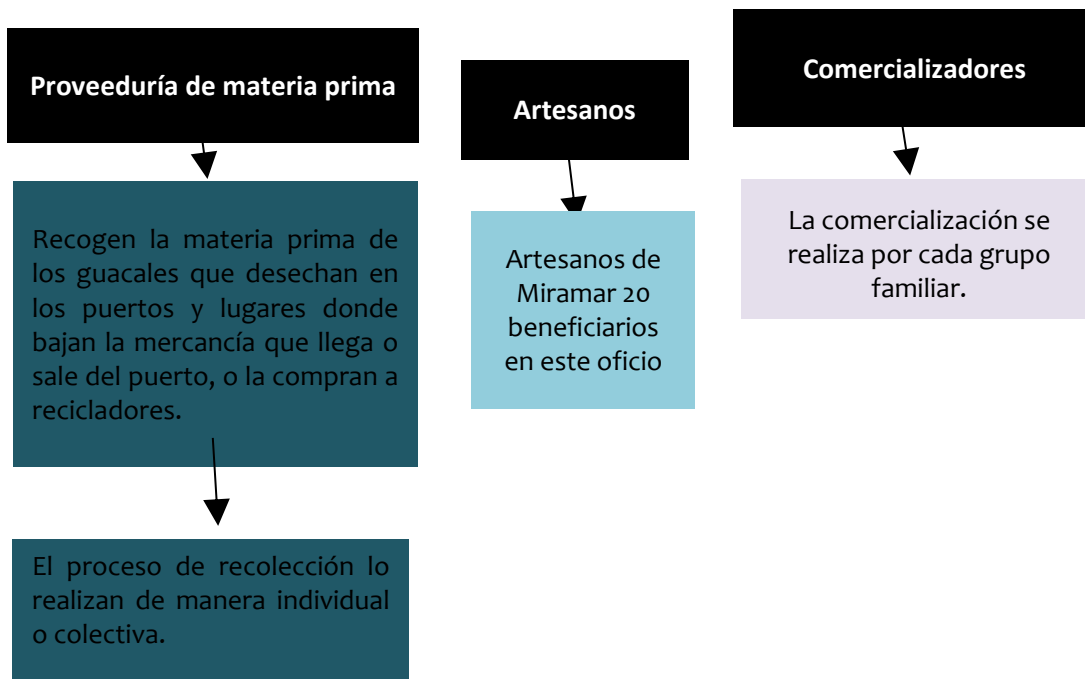 Proveeduría de materia prima
Recogen la materia prima de
los guacales que desechan en
los puertos y lugares donde
bajan la mercancía que llega o
sale del puerto, o la compran a
recicladores.
El proceso de recolección lo
realizan de manera individual
o colectiva.
Artesanos
Artesanos de
Miramar 20
beneficiarios
en este oficio
Comercializadores
La comercialización se
realiza por cada grupo
familiar.